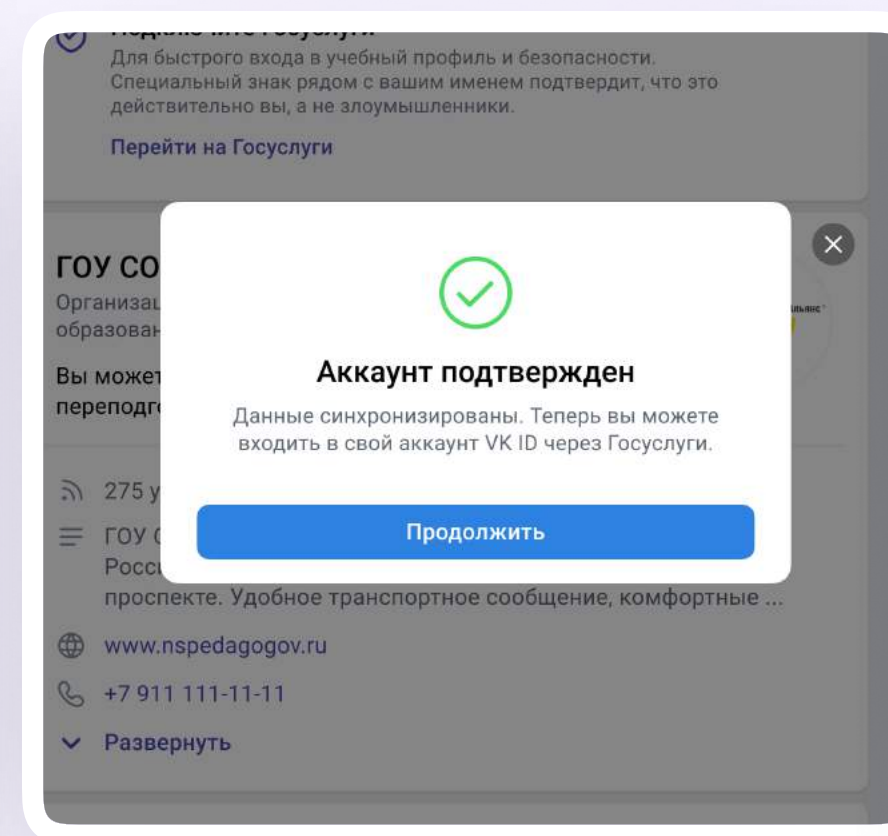 Подключите Госуслуги
Для быстрого входа в учебный профиль и безопасности.
Специальный знак рядом с вашим именем подтвердит, что это
действительно вы, а не злоумышленники.
Перейти на Госуслуги
ГОУ СО
Организац
образован
Вы может
переподго
Аккаунт подтвержден
Данные синхронизированы. Теперь вы можете
входить в свой аккаунт VK ID через Госуслуги.
Продолжить
275 у
ГОУ С
Росси
проспекте. Удобное транспортное сообщение, комфортные ...
www.nspedagogov.ru
+7 911 111-11-11
Развернуть